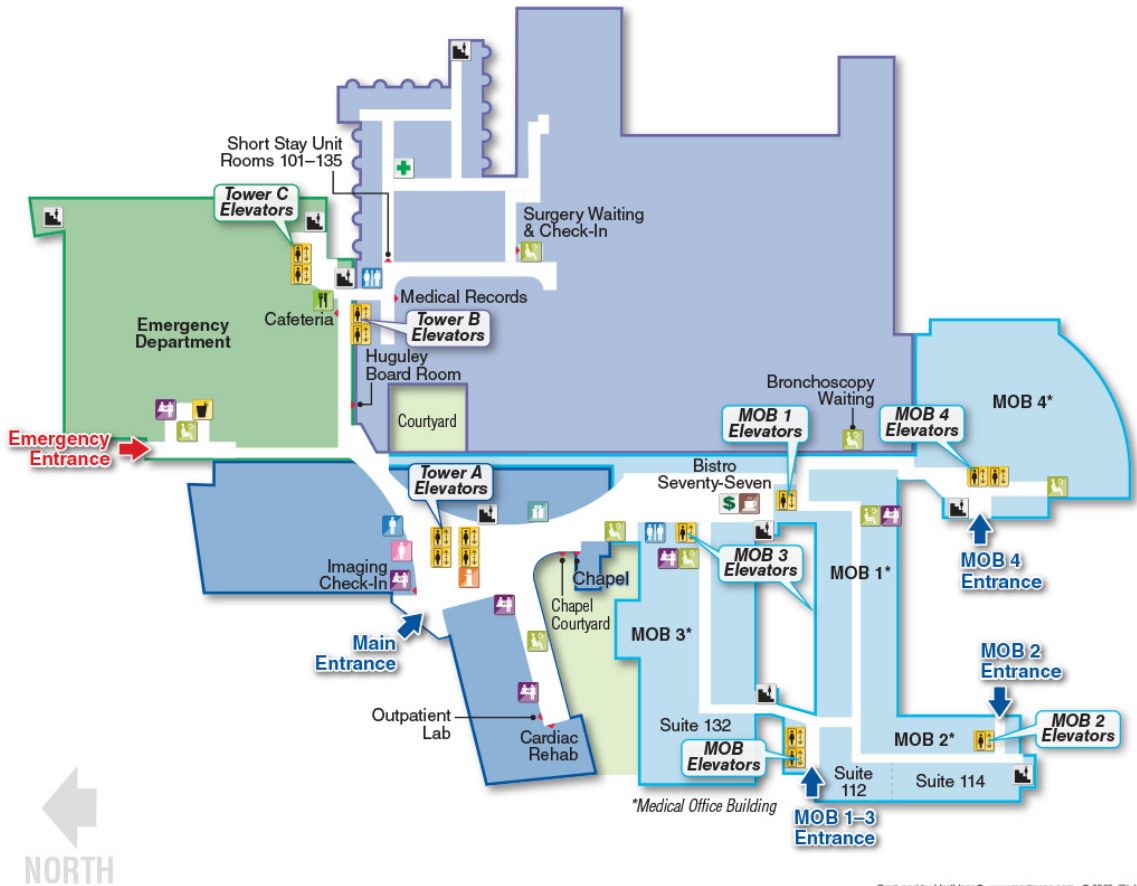 Short Stay Unit
Rooms 101–135
Tower C
Elevators
Surgery Waiting
& Check-In
Medical Records
Cafeteria
Tower B
Elevators
Emergency
Department
Huguley
Board Room
Courtyard
Bronchoscopy
Waiting
MOB 4*
MOB 1
Elevators
MOB 4
Elevators
Emergency
Entrance
Tower A
Elevators
Bistro
Seventy-Seven
$
MOB 3
Elevators
MOB 4
Entrance
Imaging
Check-In
Chapel
MOB 1*
Chapel
Courtyard
MOB 3*
Main
Entrance
MOB 2
Entrance
Outpatient
Lab
Cardiac
Rehab
Suite 132
MOB
Elevators
MOB 2*
MOB 2
Elevators
Suite
112
Suite 114
*Medical Office Building
MOB 1–3
Entrance
NORTH